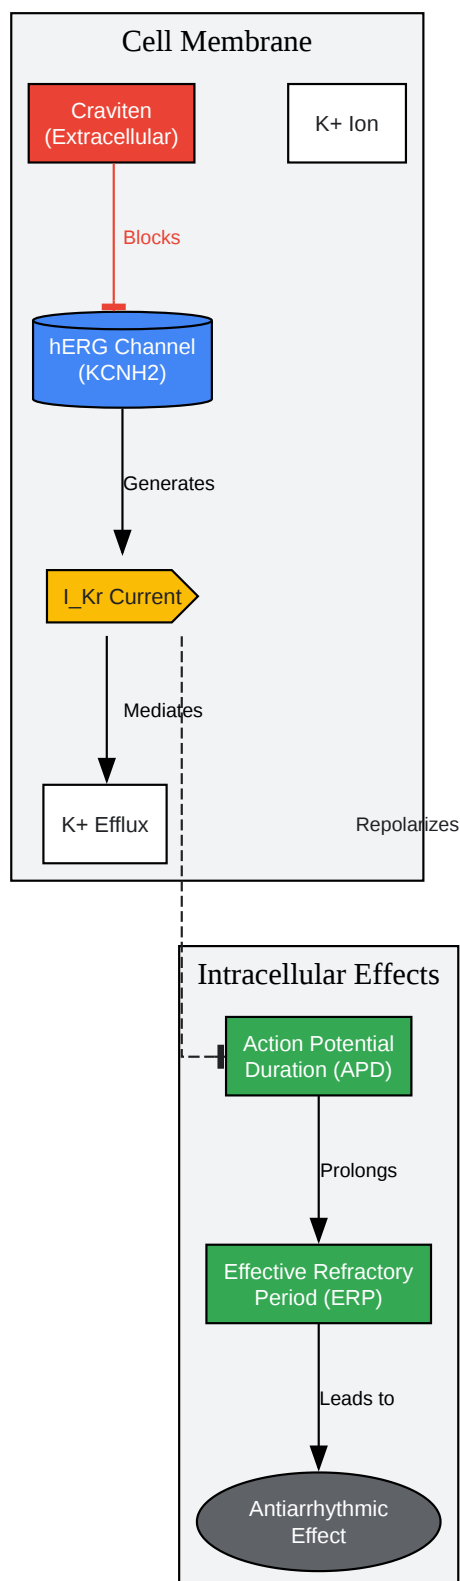 Cell Membrane
Craviten
(Extracellular)
K+ Ion
Blocks
hERG Channel
(KCNH2)
Generates
I_Kr Current
Mediates
K+ Efflux
Repolarizes
Intracellular Effects
Action Potential
Duration (APD)
Prolongs
Effective Refractory
Period (ERP)
Leads to
Antiarrhythmic
Effect